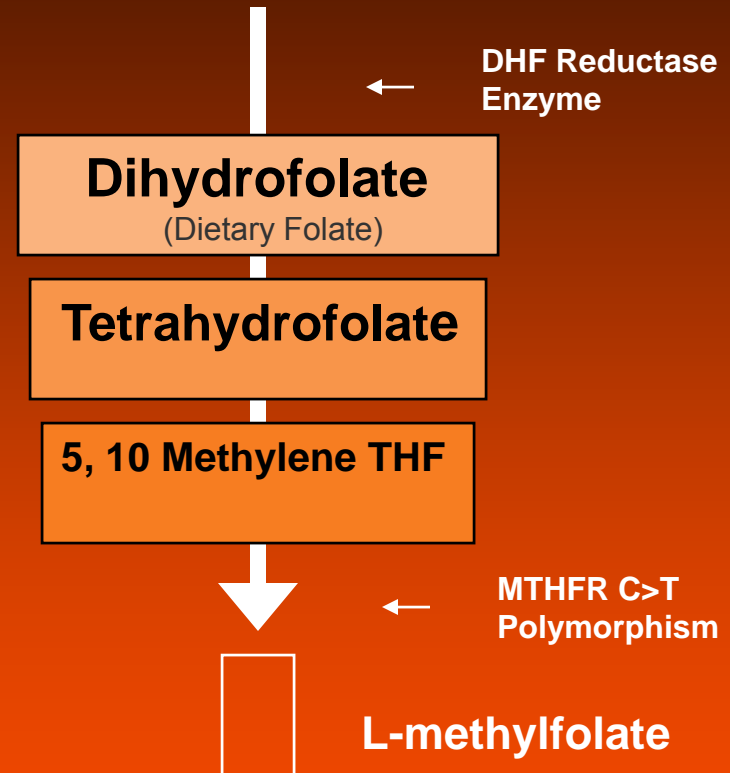 DHF Reductase
Enzyme
Dihydrofolate
(Dietary Folate)
Tetrahydrofolate
5, 10 Methylene THF
MTHFR C>T
Polymorphism
L-methylfolate